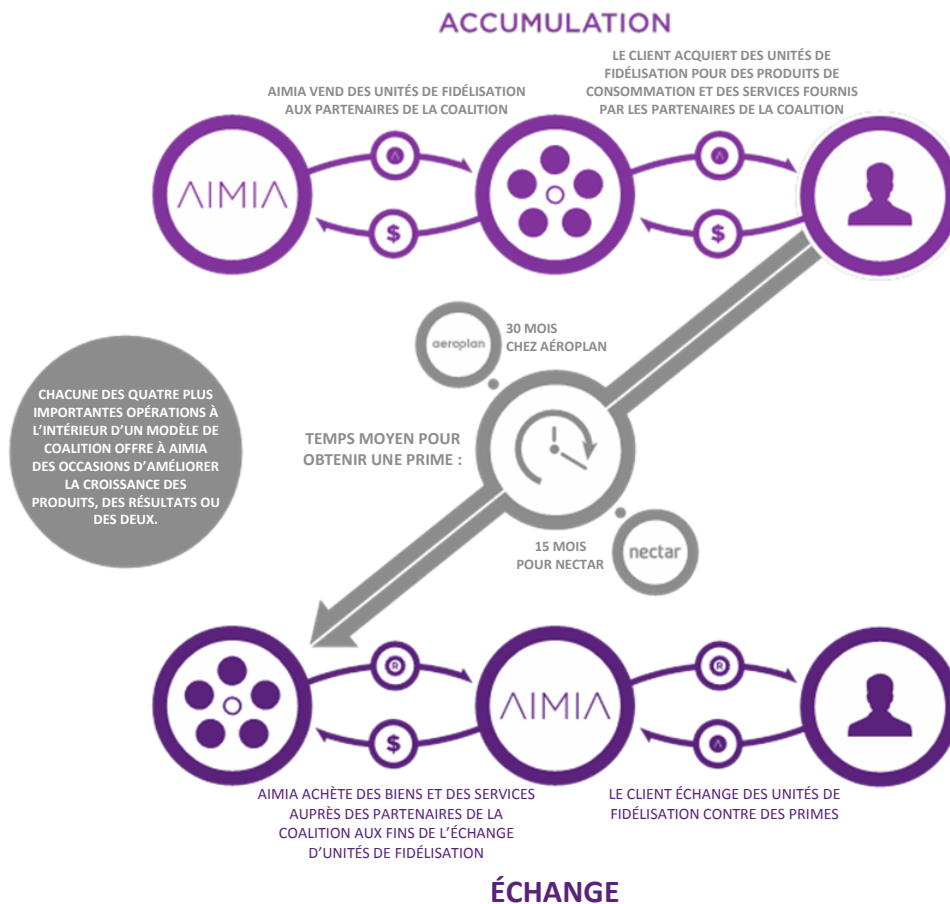 ACCUMULATION
AIMIA VEND DES UNITÉS DE FIDÉLISATION
AUX PARTENAIRES DE LA COALITION
LE CLIENT ACQUIERT DES UNITÉS DE
FIDÉLISATION POUR DES PRODUITS DE
CONSOMMATION ET DES SERVICES FOURNIS
PAR LES PARTENAIRES DE LA COALITION
AIMIA
$
$
aeroplan
30 MOIS
CHEZ AÉROPLAN
CHACUNE DES QUATRE PLUS
IMPORTANTES OPÉRATIONS À
L’INTÉRIEUR D’UN MODÈLE DE
COALITION OFFRE À AIMIA
DES OCCASIONS D’AMÉLIORER
LA CROISSANCE DES
PRODUITS, DES RÉSULTATS OU
DES DEUX.
TEMPS MOYEN POUR
OBTENIR UNE PRIME :
15 MOIS
POUR NECTAR
nectar
R
R
AIMIA
$
AIMIA ACHÈTE DES BIENS ET DES SERVICES
AUPRÈS DES PARTENAIRES DE LA
COALITION AUX FINS DE L’ÉCHANGE
D’UNITÉS DE FIDÉLISATION
LE CLIENT ÉCHANGE DES UNITÉS DE
FIDÉLISATION CONTRE DES PRIMES
ÉCHANGE